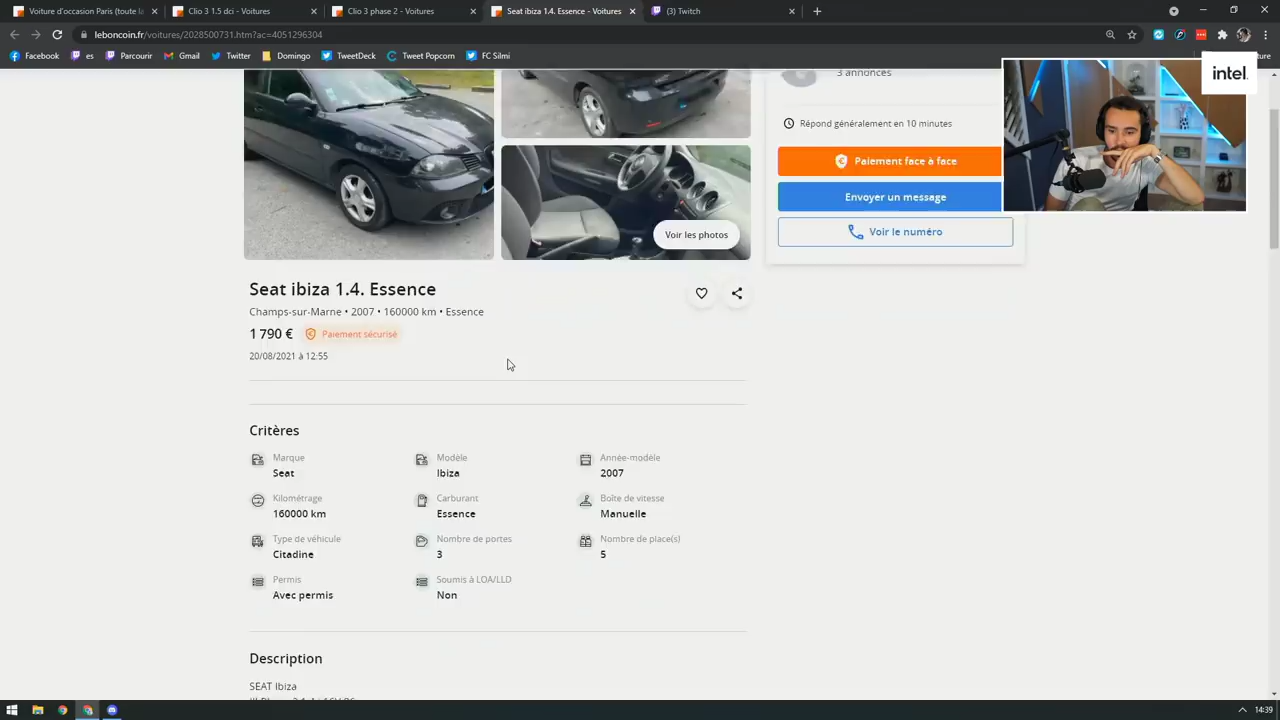 Voiture d'occasion Paris (toute l
Clio 3 1.5 dci - Voitures
Clio 3 phase 2 - Voitures
Seat ibiza 1.4. Essence - Voitures
(3) Twitch
leboncoin.fr/voitures/2028500731.htm?ac=4051296304
Facebook
es
Parcourir
Gmail
Twitter
Domingo
TweetDeck
Tweet Popcorn
FC Silmi
intel.
3 annonces
Répond généralement en 10 minutes
Paiement face à face
Envoyer un message
Voir le numéro
Voir les photos
Seat ibiza 1.4. Essence
Champs-sur-Marne • 2007 • 160000 km • Essence
1 790 € Paiement sécurisé
20/08/2021 à 12:55
Critères
Marque
Seat
Modèle
Ibiza
Année-modèle
2007
Kilométrage
160000 km
Carburant
Essence
Boîte de vitesse
Manuelle
Type de véhicule
Citadine
Nombre de portes
3
Nombre de place(s)
5
Permis
Avec permis
Soumis à LOA/LLD
Non
Description
SEAT Ibiza
14:39